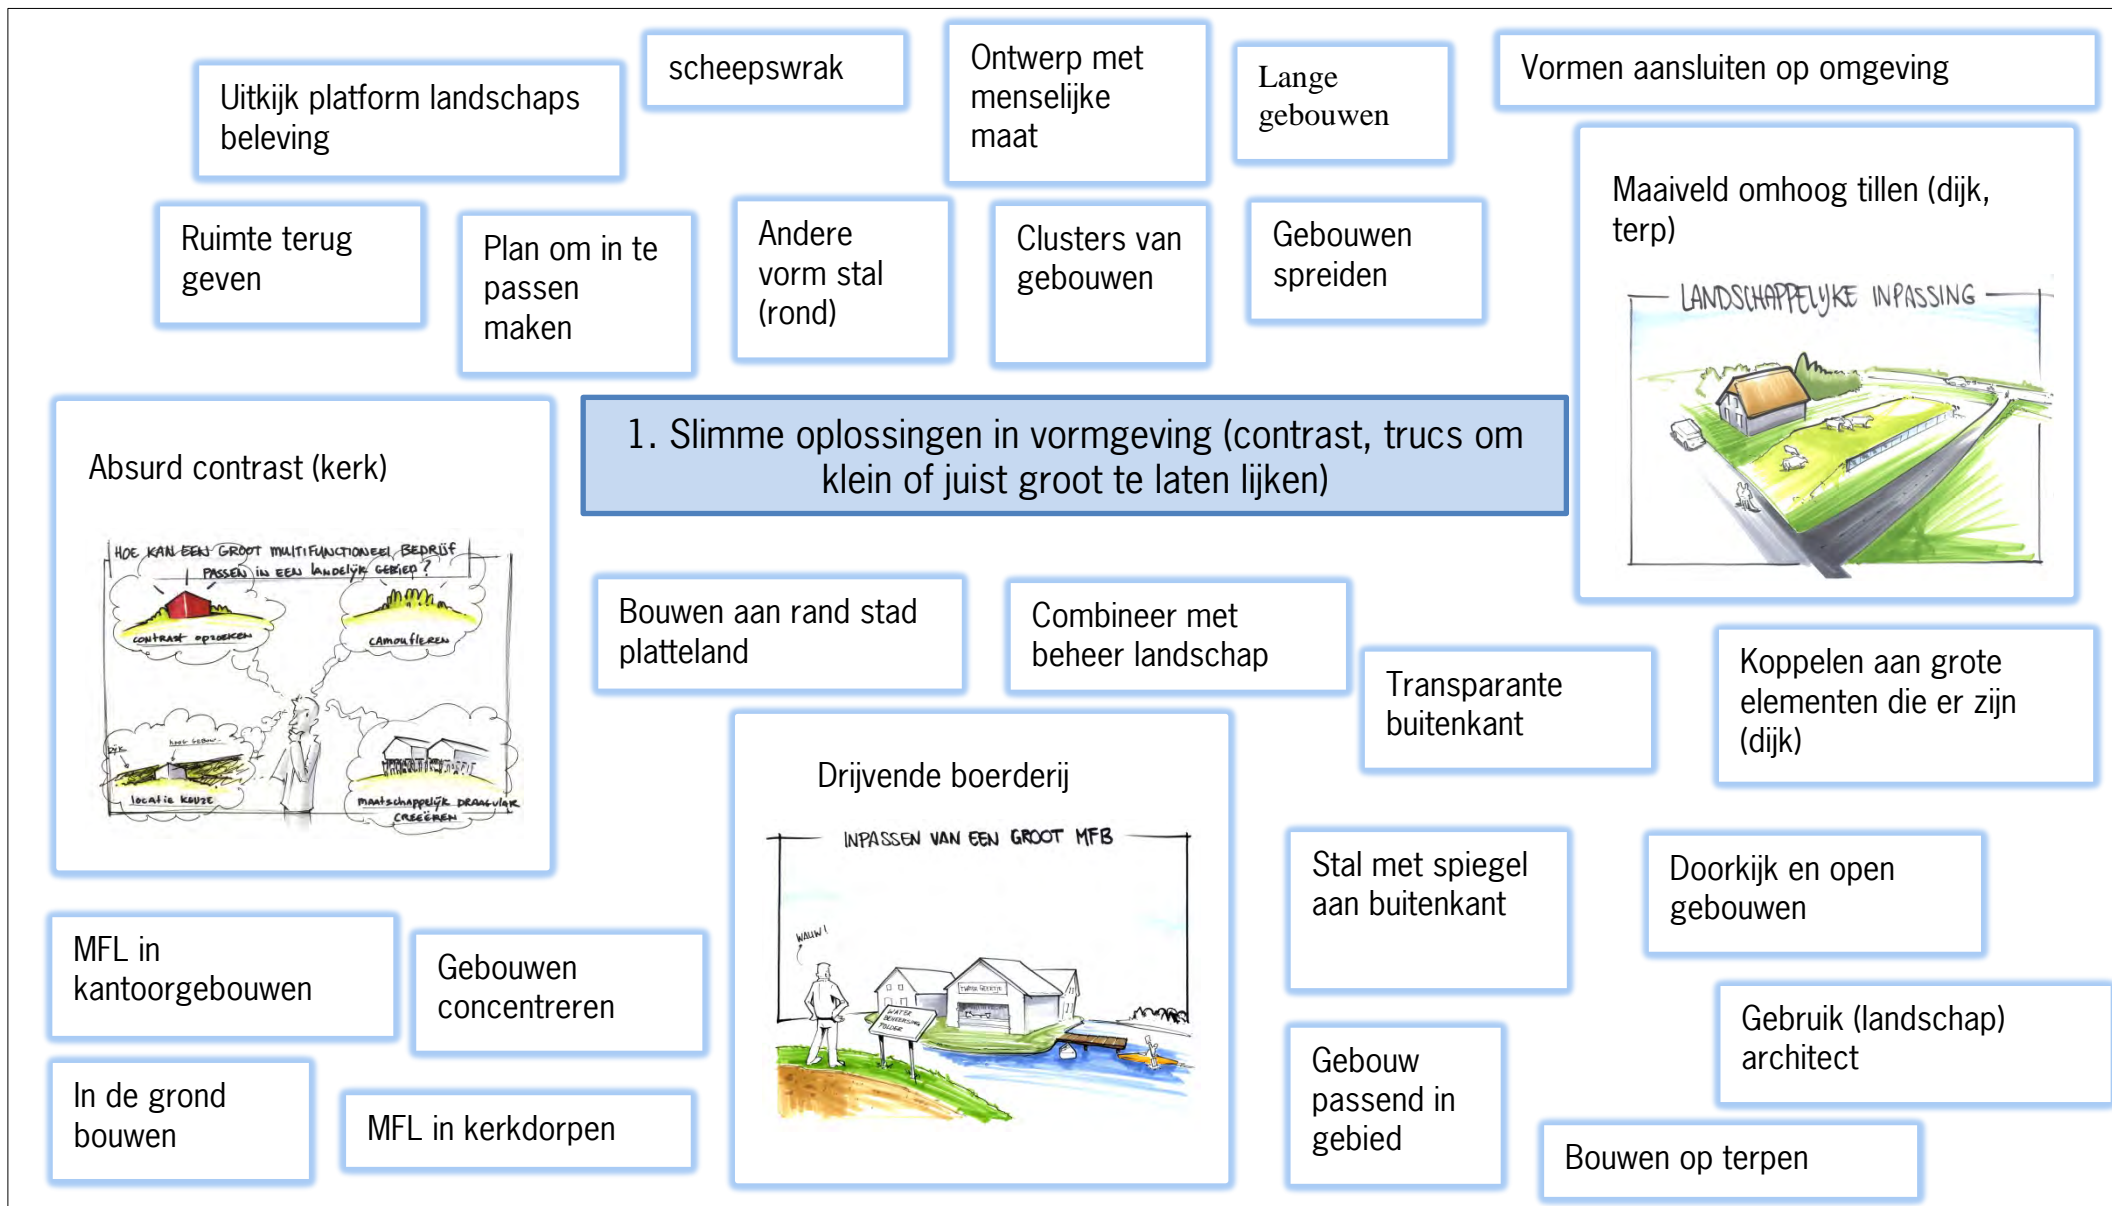 Uitkijk platform landschaps
beleving
scheepswrak
Ontwerp met
menselijke
maat
Lange
gebouwen
Vormen aansluiten op omgeving
Ruimte terug
geven
Plan om in te
passen
maken
Andere
vorm stal
(rond)
Clusters van
gebouwen
Gebouwen
spreiden
Maaiveld omhoog tillen (dijk,
terp)
LANDSCHAPPELIJKE INPASSING
Absurd contrast (kerk)
HOE KAN EEN GROOT MULTIFUNCTIONEEL BEDRIJF
PASSEN IN EEN LANDELIJK GEBIED?
CONTRAST OPZOEKEN
CAMOUFLEREN
DIJK
HOOG GEBOUW
LOCATIE KEUZE
MAATSCHAPPELIJK DRAAGVLAK
CREEËREN
1. Slimme oplossingen in vormgeving (contrast, trucs om
klein of juist groot te laten lijken)
Bouwen aan rand stad
platteland
Combineer met
beheer landschap
Transparante
buitenkant
Koppelen aan grote
elementen die er zijn
(dijk)
Drijvende boerderij
INPASSEN VAN EEN GROOT MFB
WAUW!
WATER
BEHEERSING
POLDER
Stal met spiegel
aan buitenkant
Doorkijk en open
gebouwen
MFL in
kantoorgebouwen
Gebouwen
concentreren
Gebruik (landschap)
architect
Gebouw
passend in
gebied
In de grond
bouwen
MFL in kerkdorpen
Bouwen op terpen